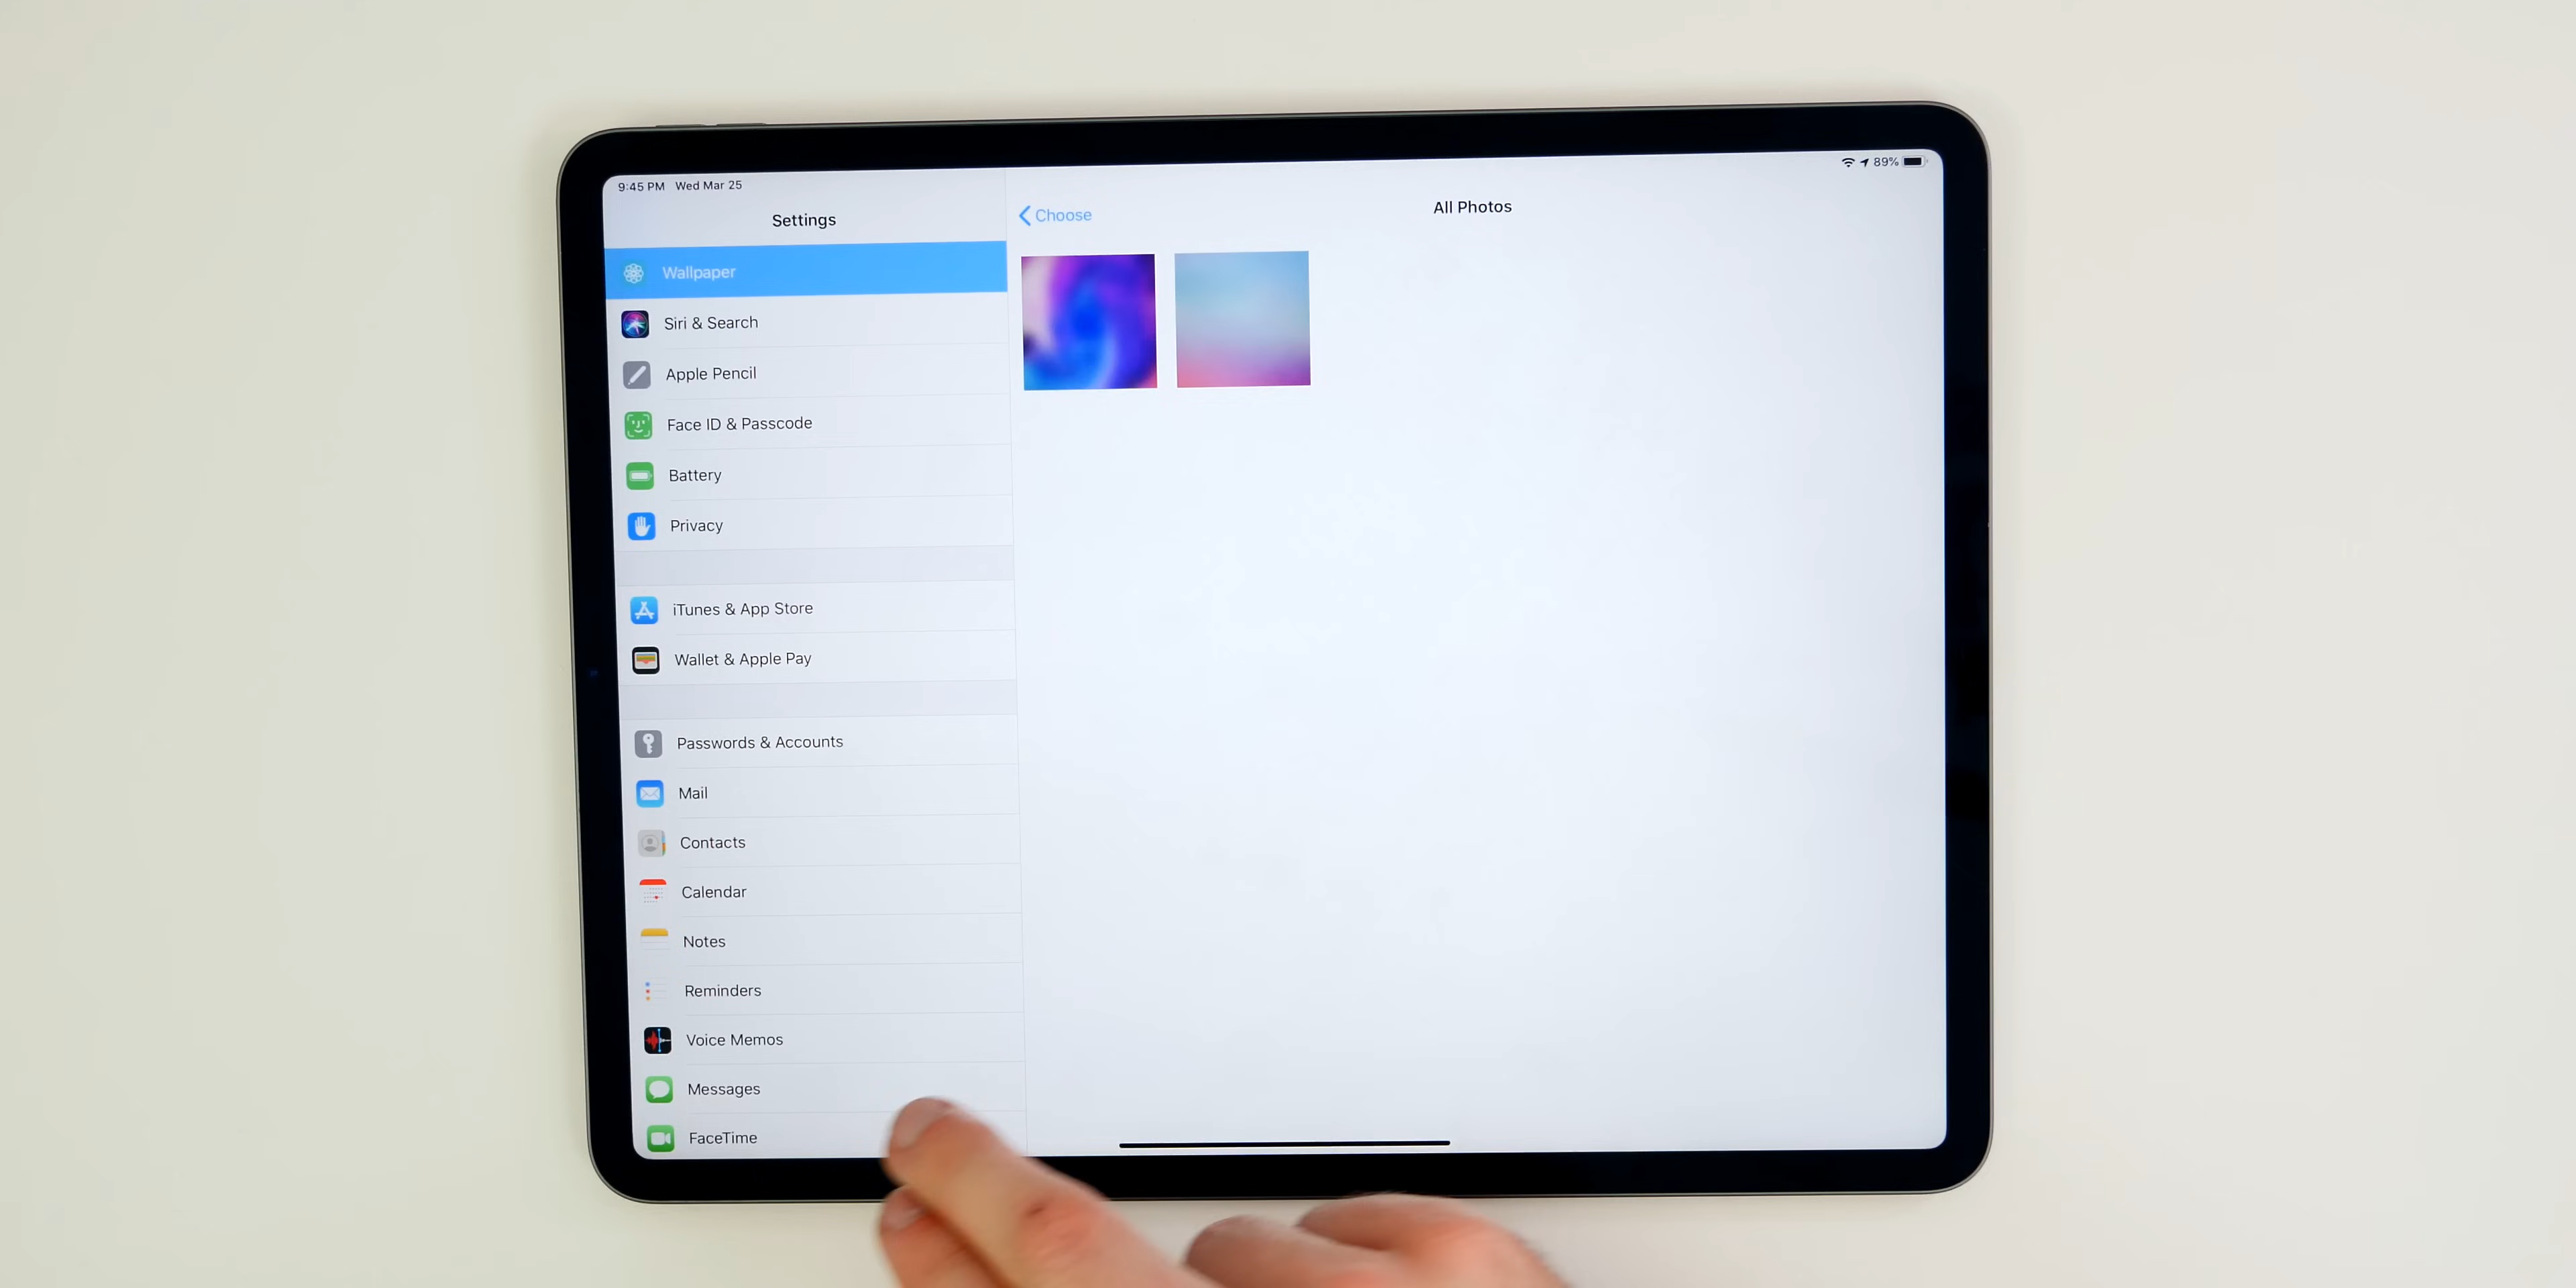 9:45 PM Wed Mar 25
89%
Settings
Wallpaper
Siri & Search
Apple Pencil
Face ID & Passcode
Battery
Privacy
iTunes & App Store
Wallet & Apple Pay
Passwords & Accounts
Mail
Contacts
Calendar
Notes
Reminders
Voice Memos
Messages
FaceTime
Choose
All Photos